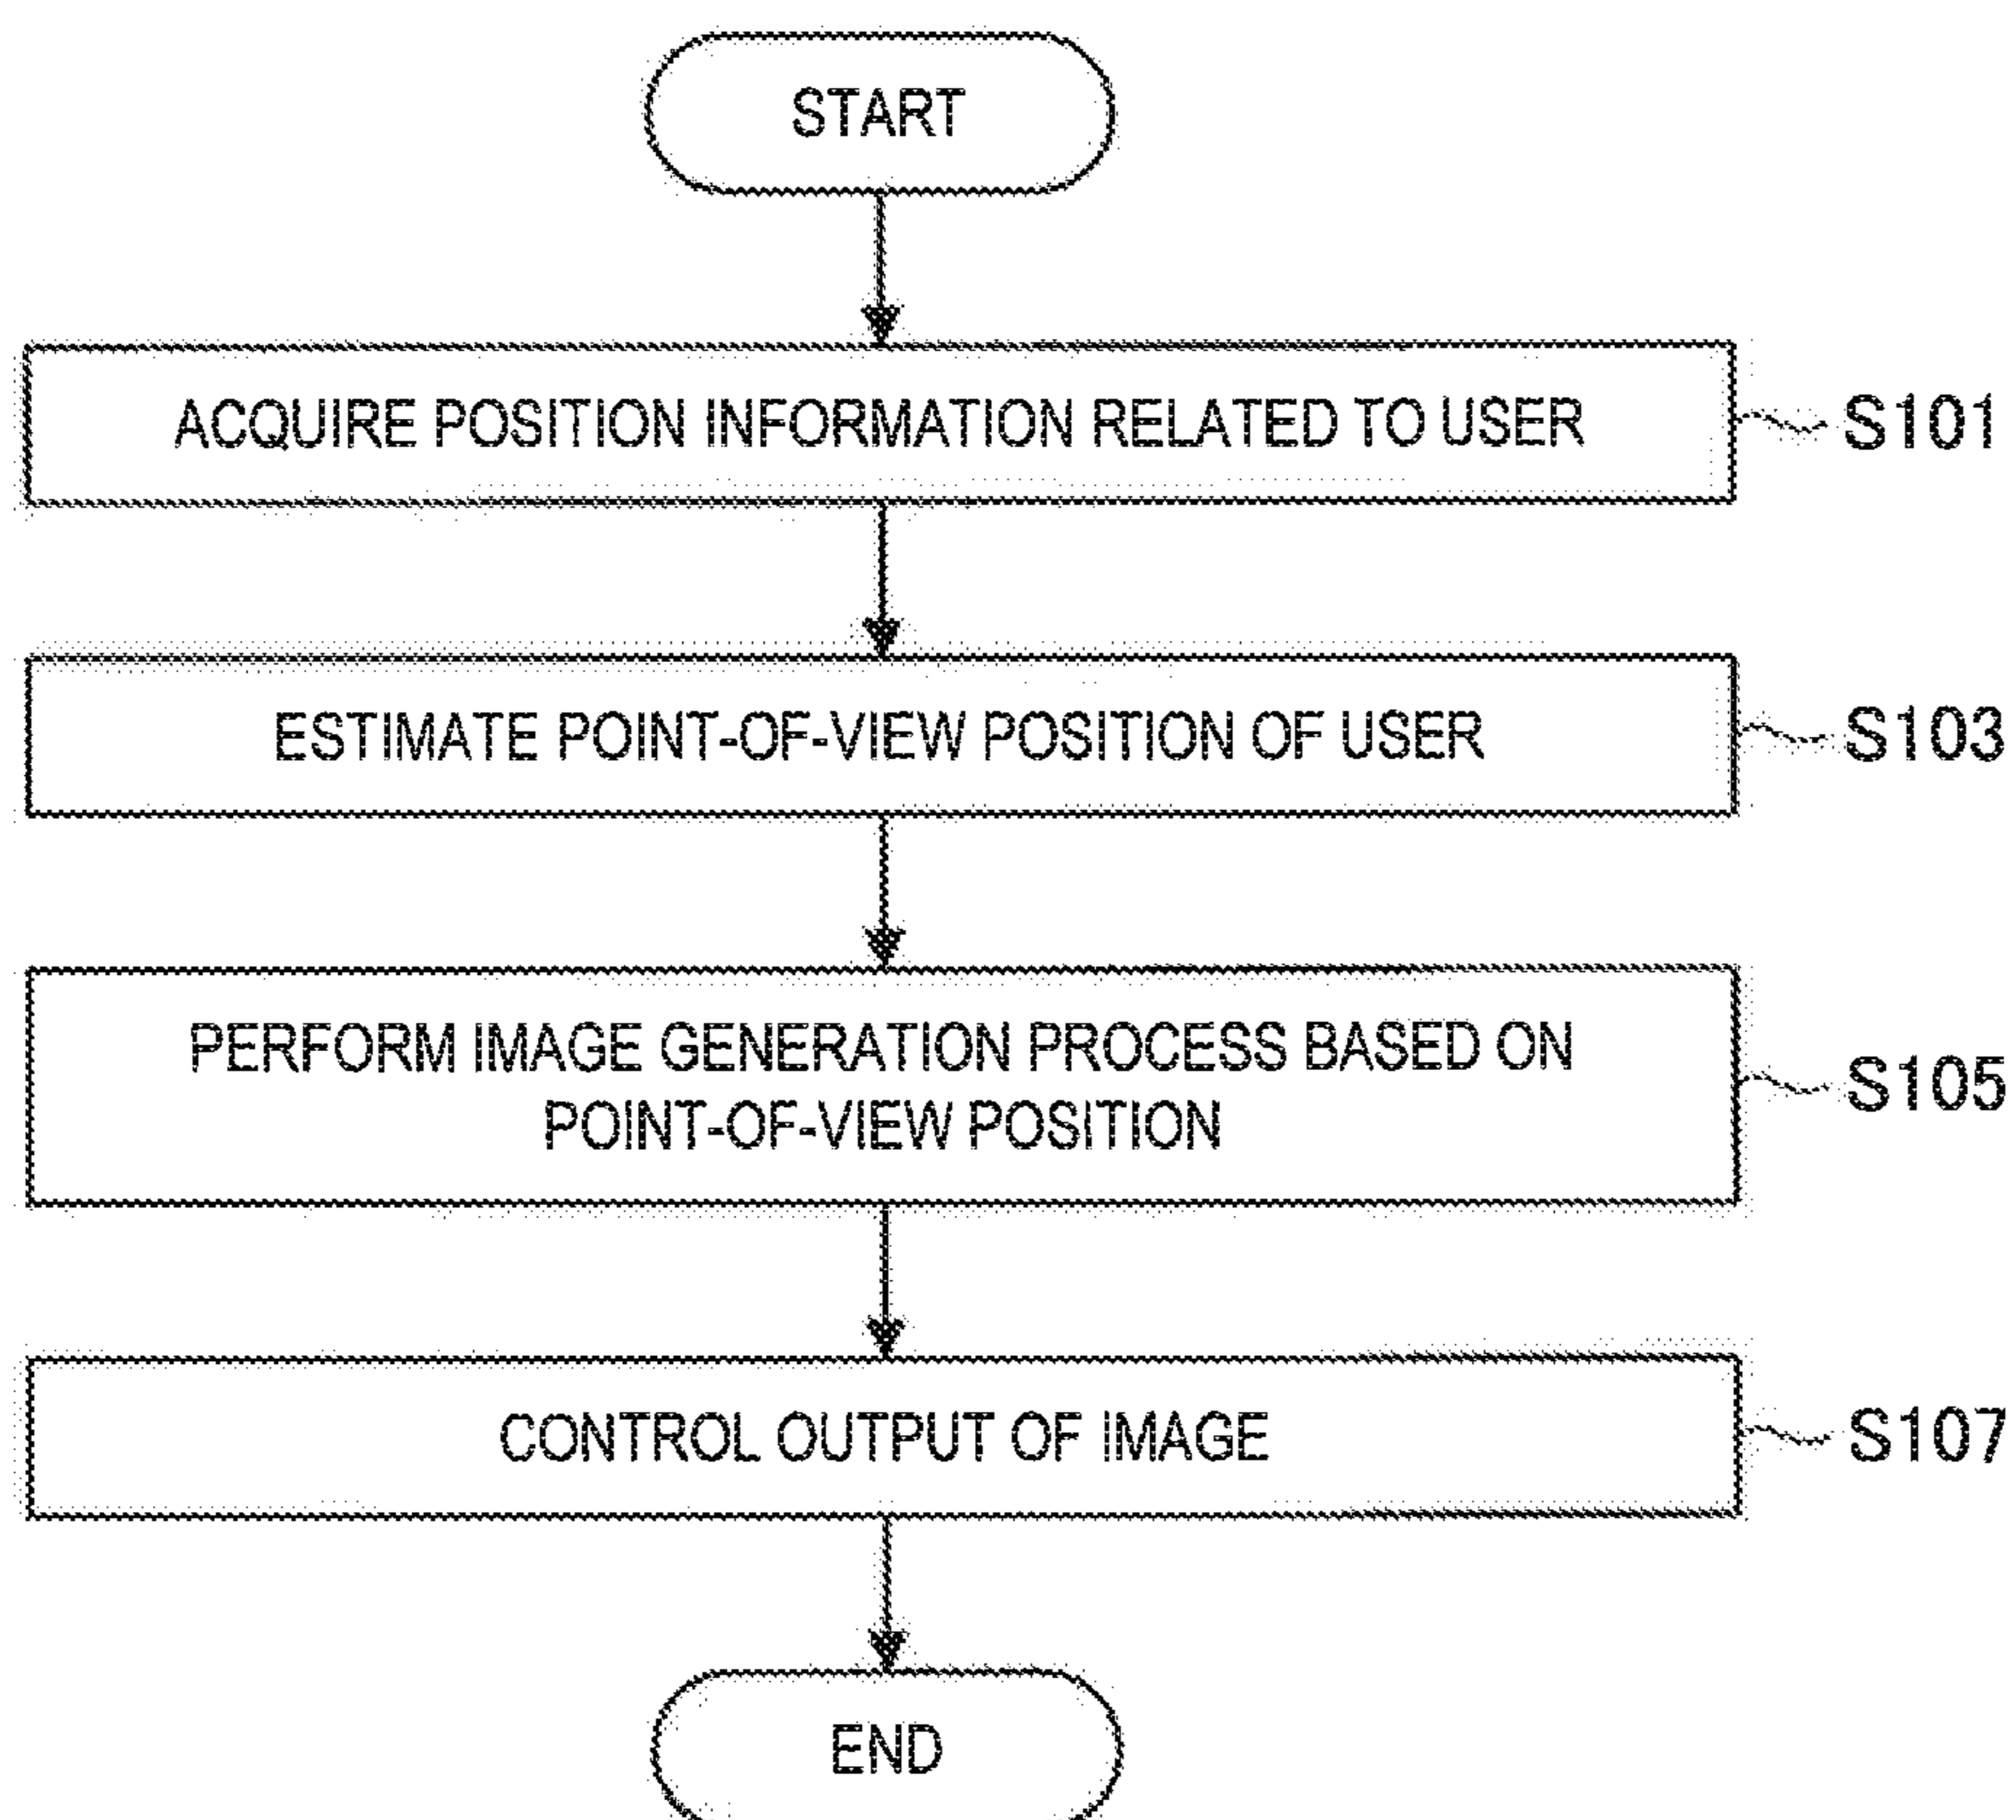 START
ACQUIRE POSITION INFORMATION RELATED TO USER
S101
ESTIMATE POINT-OF-VIEW POSITION OF USER
S103
PERFORM IMAGE GENERATION PROCESS BASED ON
POINT-OF-VIEW POSITION
S105
CONTROL OUTPUT OF IMAGE
S107
END